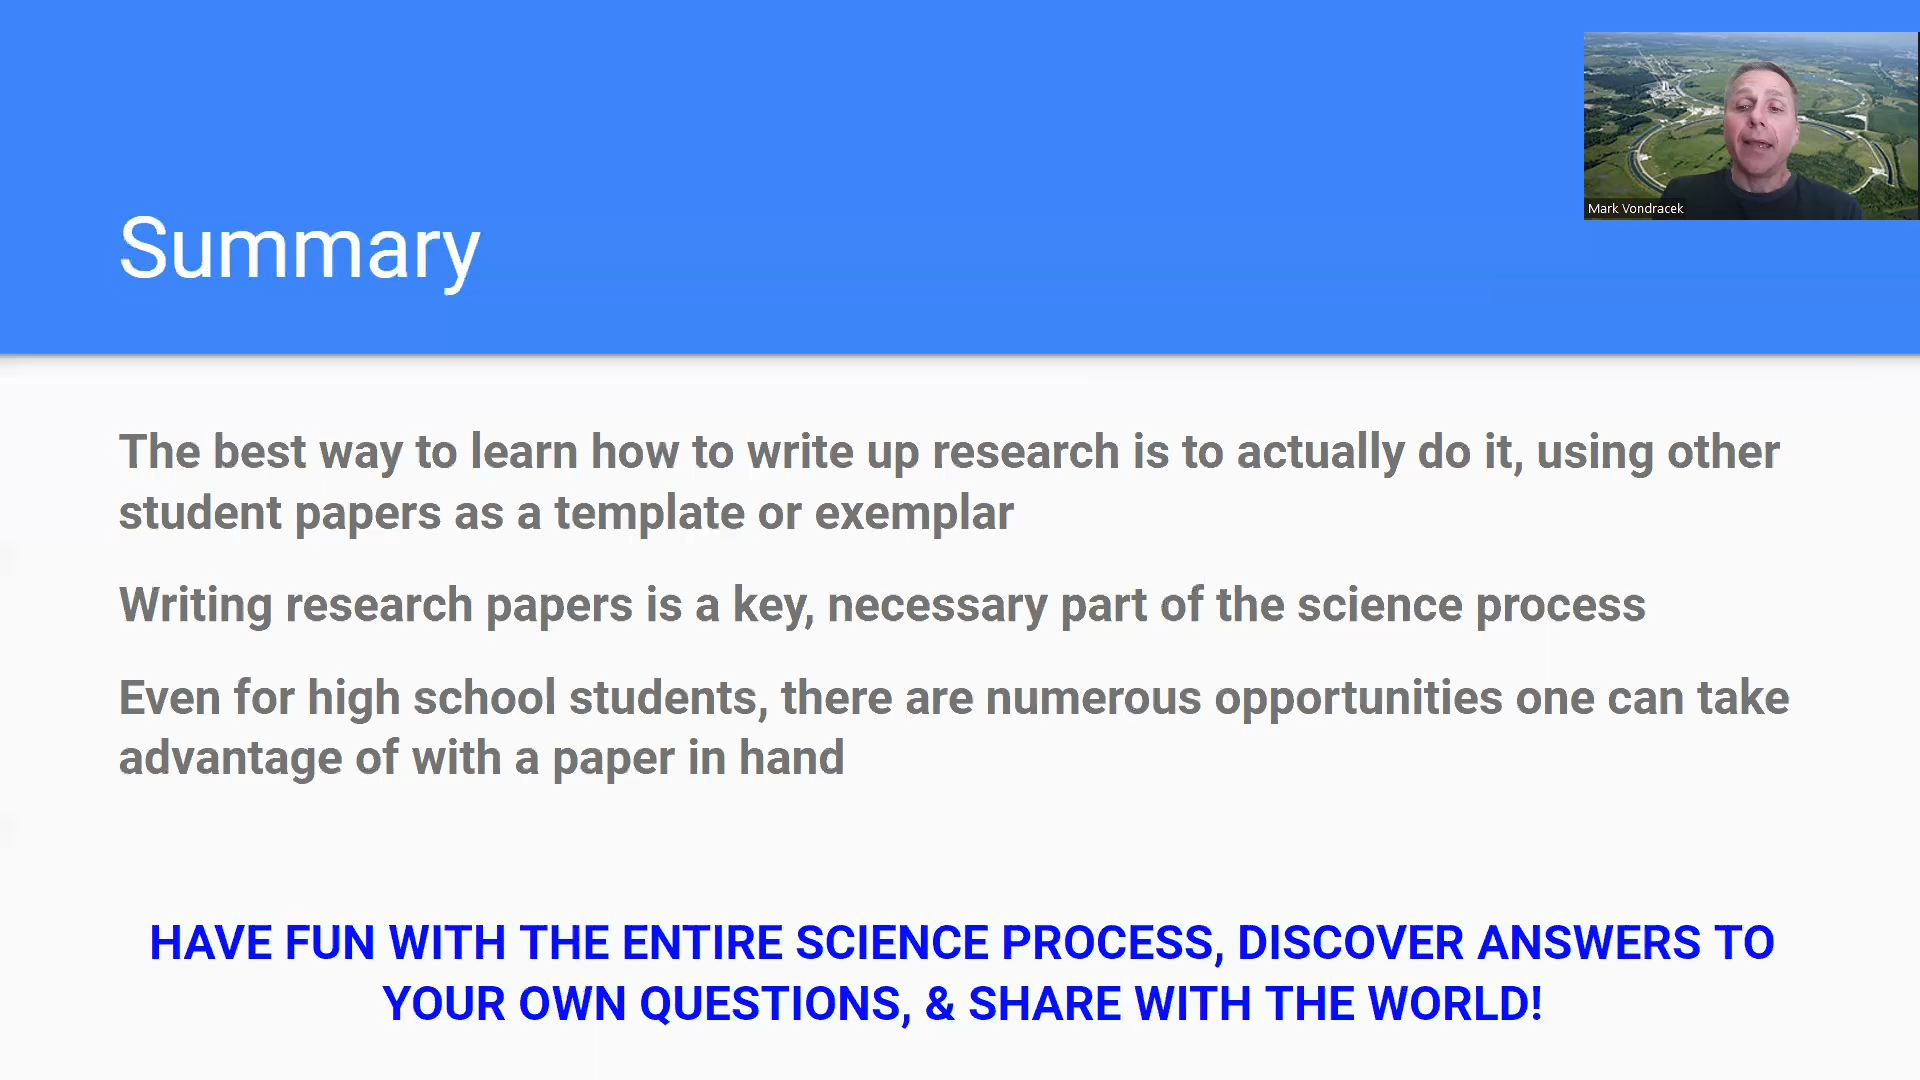 Mark Vondracek
Summary
The best way to learn how to write up research is to actually do it, using other
student papers as a template or exemplar
Writing research papers is a key, necessary part of the science process
Even for high school students, there are numerous opportunities one can take
advantage of with a paper in hand
HAVE FUN WITH THE ENTIRE SCIENCE PROCESS, DISCOVER ANSWERS TO
YOUR OWN QUESTIONS, & SHARE WITH THE WORLD!